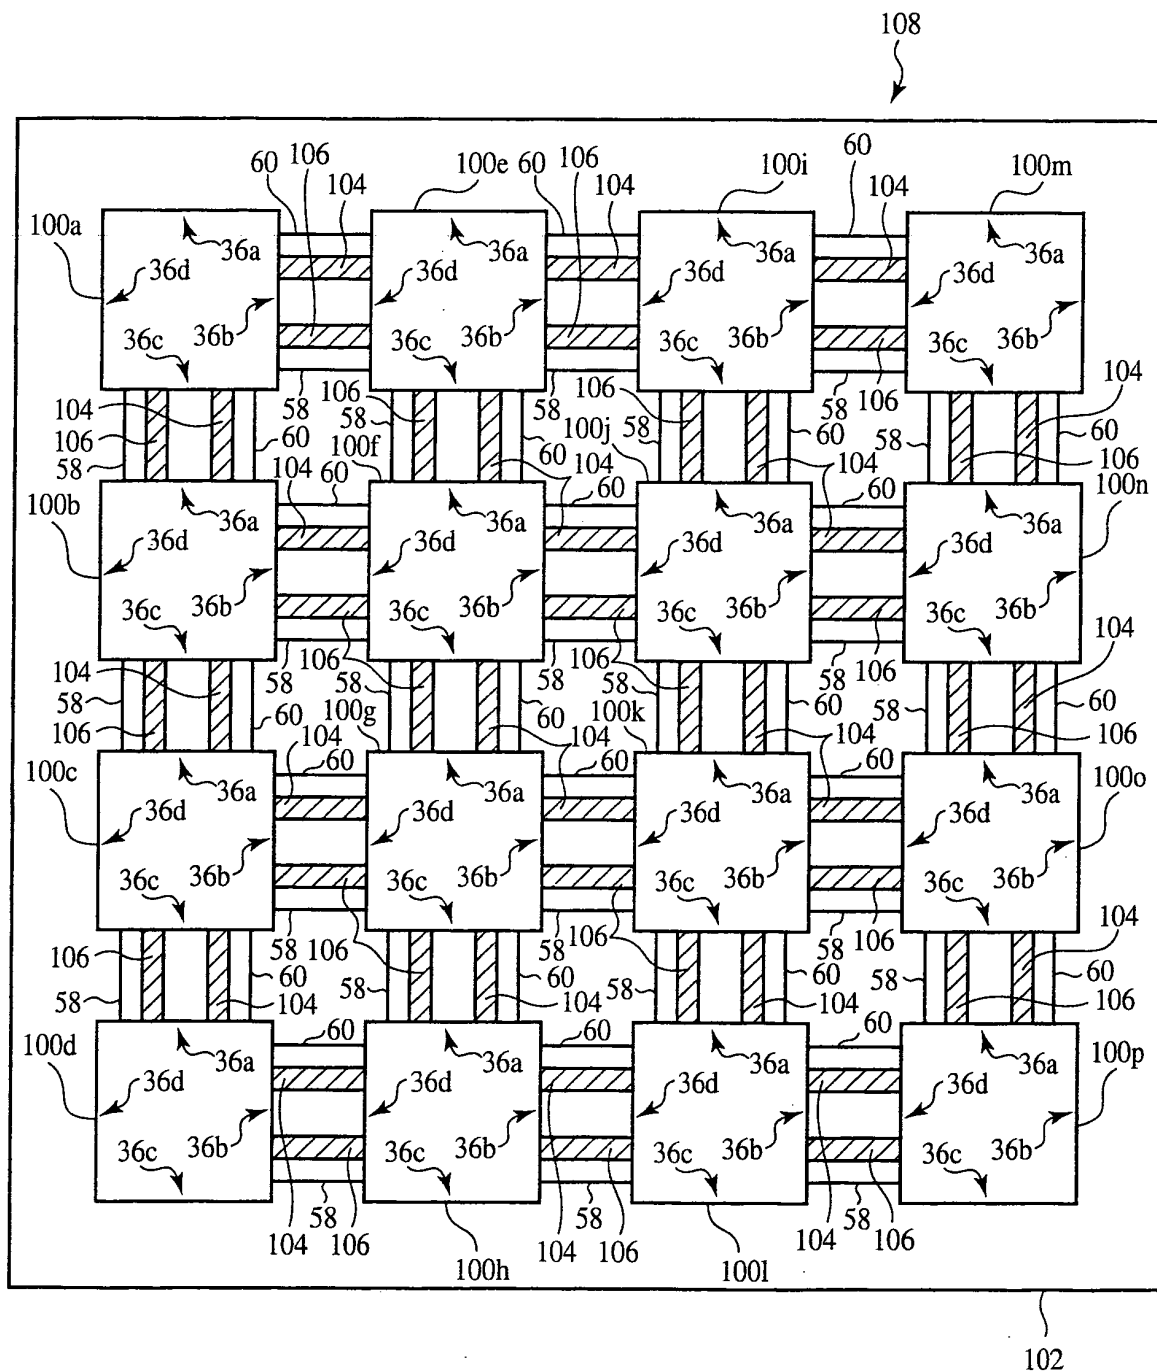 108
60 106 104 100e 60 106 104 100i 60 104 100m
100a 36a 36a 36a 36a
36d 36d 36d 36d
36c 36b 36c 36b 36c 36b 36c 36b
106 58 106 58 106 58 106 104
104 106 58 60 58 100f 60 58 100j 60 58 106 60
104 60 104 60 104 60 100n
100b 36a 36a 36a 36a
36d 36d 36d 36d
36c 36b 36c 36b 36c 36b 36c 36b
104 58 106 58 106 58 106 104
58 106 60 58 100g 60 58 100k 60 58 106 60
104 60 104 60 104 60
100c 36a 36a 36a 36a 100o
36d 36d 36d 36d
36c 36b 36c 36b 36c 36b 36c 36b
106 58 106 58 106 58 106 104
58 60 104 58 60 104 58 60 104 58 60 106
60 60 60
100d 36a 36a 36a 36a 100p
36d 36d 36d 36d
36c 36b 36c 36b 36c 36b 36c 36b
104 106 58 100h 104 58 106 100l 104 58 106
102